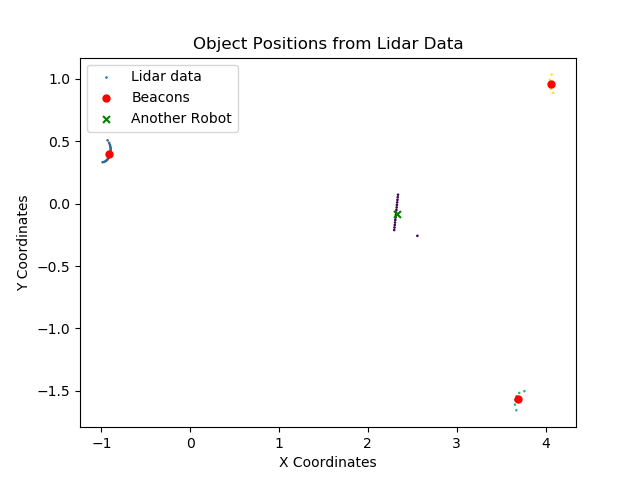 Object Positions from Lidar Data
Lidar data
Beacons
Another Robot
Y Coordinates
1.0
0.5
0.0
−0.5
−1.0
−1.5
−1
0
1
2
3
4
X Coordinates